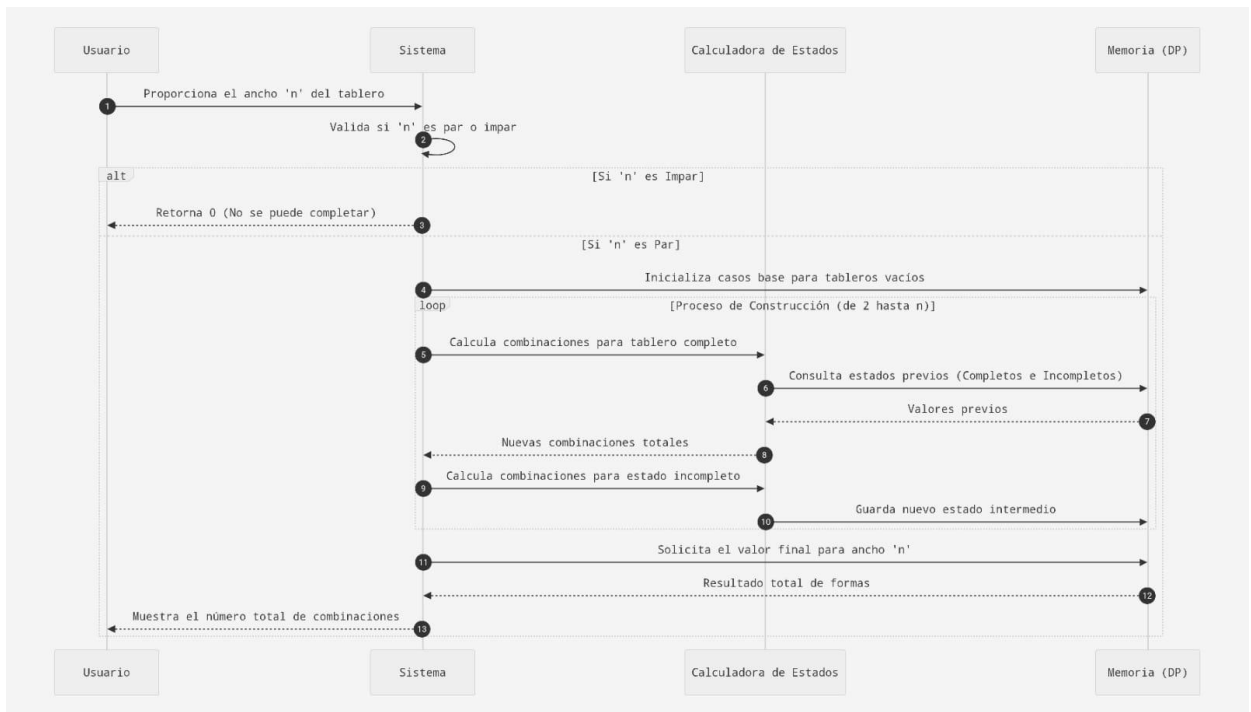 Usuario
Sistema
Calculadora de Estados
Memoria (DP)
Proporciona el ancho 'n' del tablero
1
Valida si 'n' es par o impar
2
alt
[Si 'n' es Impar]
Retorna 0 (No se puede completar)
3
[Si 'n' es Par]
Inicializa casos base para tableros vacíos
4
loop
[Proceso de Construcción (de 2 hasta n)]
Calcula combinaciones para tablero completo
5
Consulta estados previos (Completos e Incompletos)
6
Valores previos
7
Nuevas combinaciones totales
8
Calcula combinaciones para estado incompleto
9
Guarda nuevo estado intermedio
10
Solicita el valor final para ancho 'n'
11
Resultado total de formas
12
Muestra el número total de combinaciones
13
Usuario
Sistema
Calculadora de Estados
Memoria (DP)